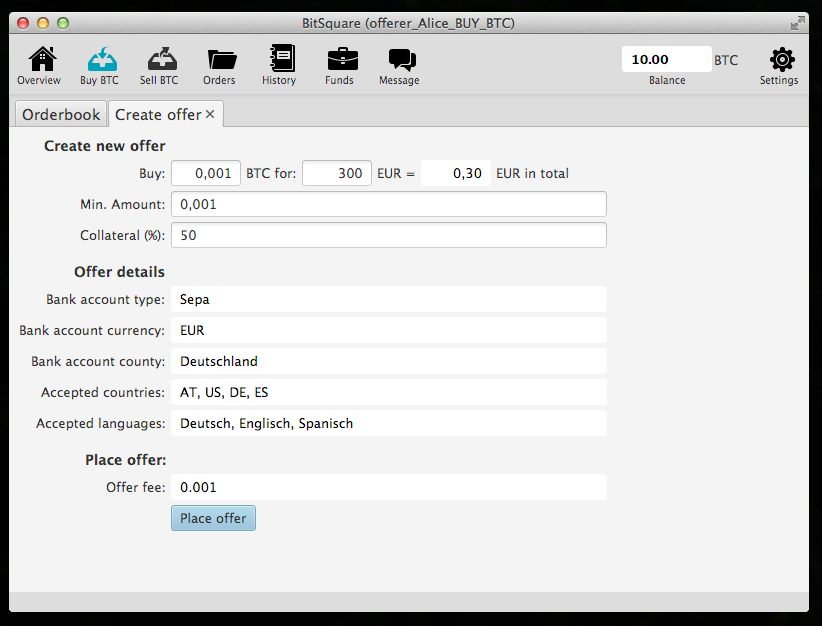 BitSquare (offerer_Alice_BUY_BTC)
Overview Buy BTC Sell BTC Orders History Funds Message 10.00 BTC Balance Settings
Orderbook Create offer ×
Create new offer
Buy: 0,001 BTC for: 300 EUR = 0,30 EUR in total
Min. Amount: 0,001
Collateral (%): 50
Offer details
Bank account type: Sepa
Bank account currency: EUR
Bank account county: Deutschland
Accepted countries: AT, US, DE, ES
Accepted languages: Deutsch, Englisch, Spanisch
Place offer:
Offer fee: 0.001
Place offer